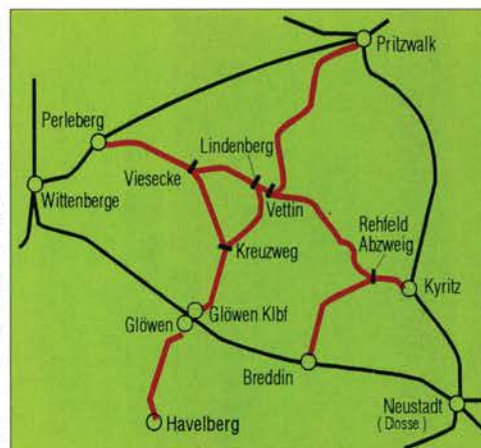 Pritzwalk
Perleberg
Lindenberg
Viesecke
Wittenberge
Vettin
Rehfeld
Abzweig
Kreuzweg
Kyritz
Glöwen Klbf
Glöwen
Breddin
Neustadt
(Dosse)
Havelberg